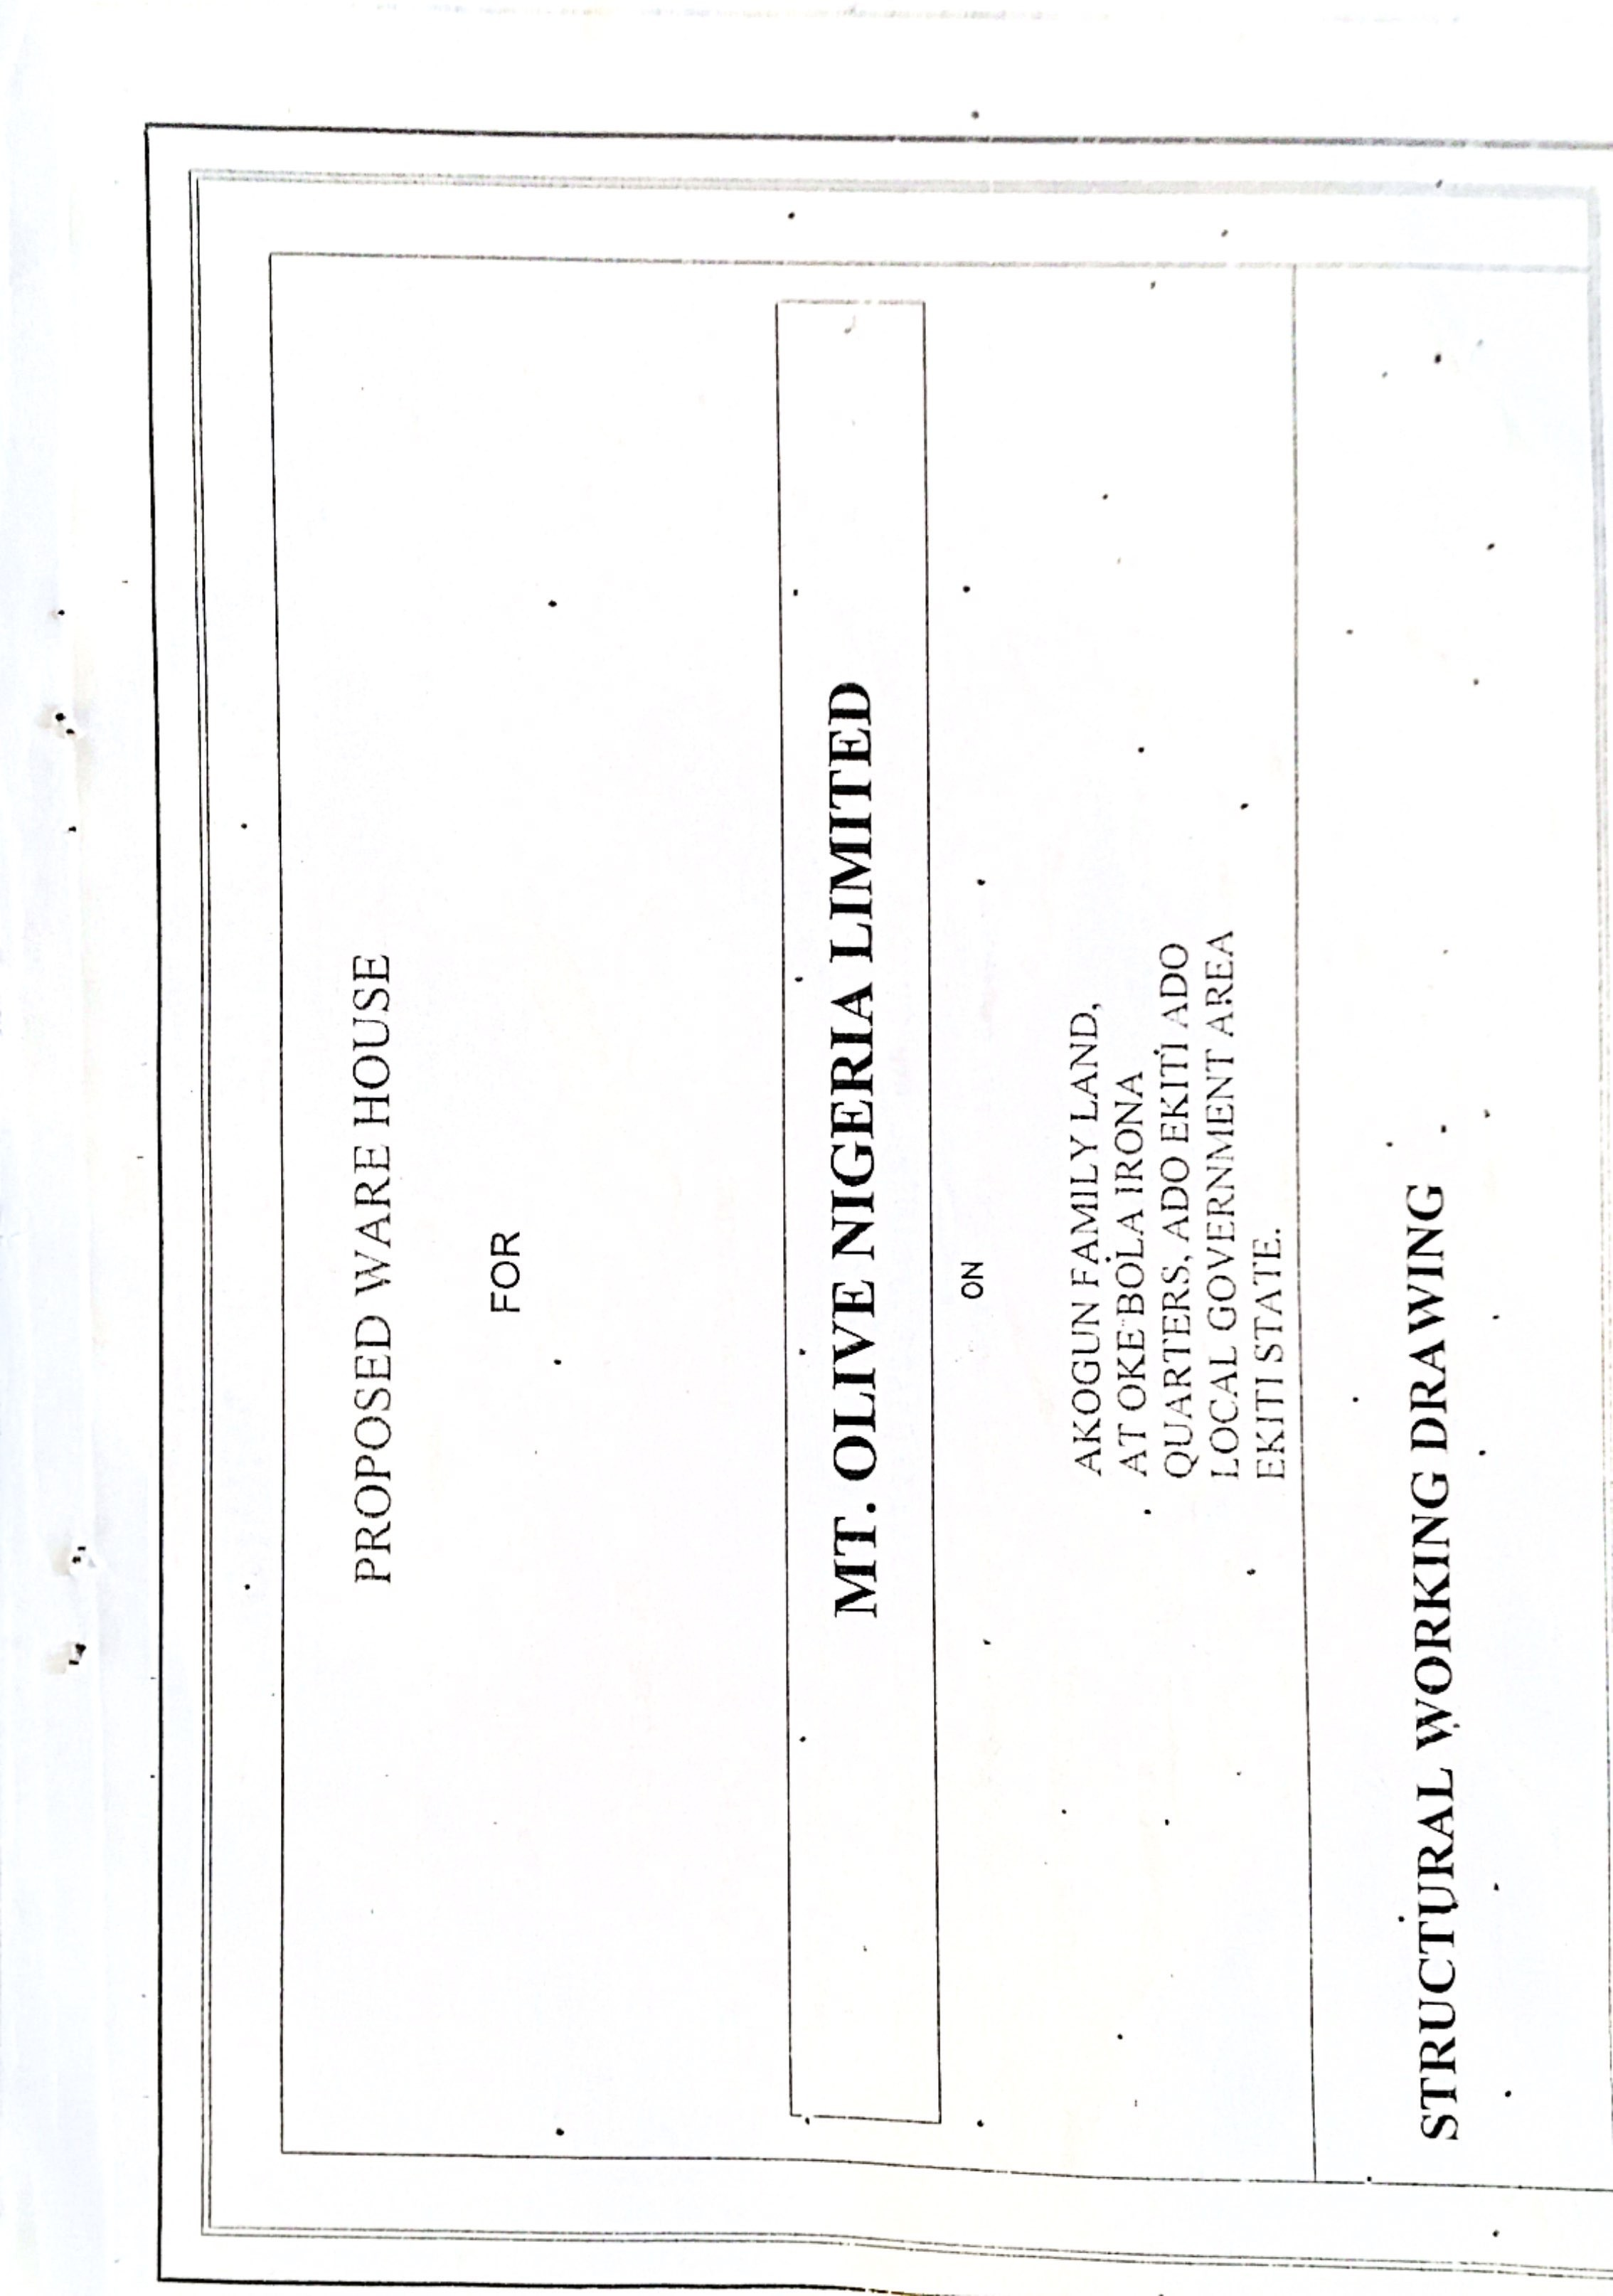 PROPOSED WARE HOUSE
FOR
MT. OLIVE NIGERIA LIMITED
ON
AKOGUN FAMILY LAND,
AT OKE BOLA IRONA
QUARTERS, ADO EKITI ADO
LOCAL GOVERNMENT AREA
EKITI STATE.
STRUCTURAL WORKING DRAWING